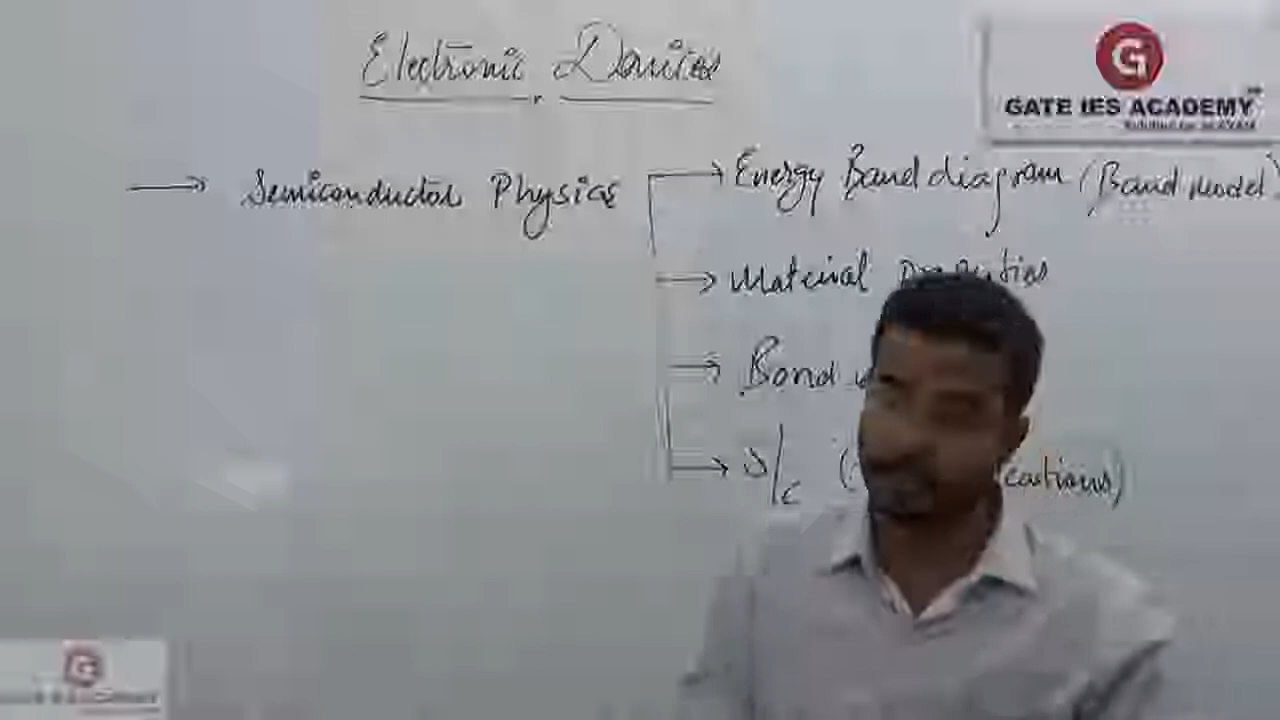 Electronic Devices
GATE IES ACADEMY
→ Semiconductor Physics
→ Energy Band diagram (Band model)
→ Material
→ Bond
→ S/c
G